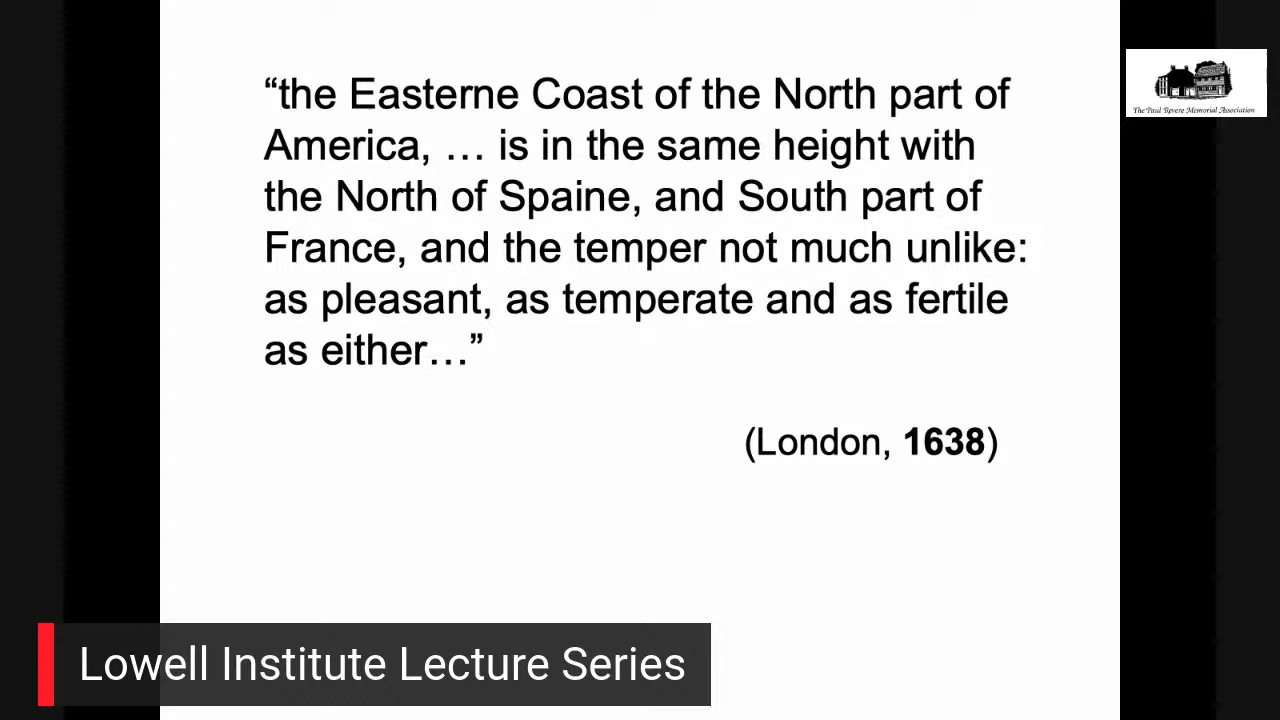 “the Easterne Coast of the North part of
America, … is in the same height with
the North of Spaine, and South part of
France, and the temper not much unlike:
as pleasant, as temperate and as fertile
as either…”
(London, 1638)
The Paul Revere Memorial Association
Lowell Institute Lecture Series